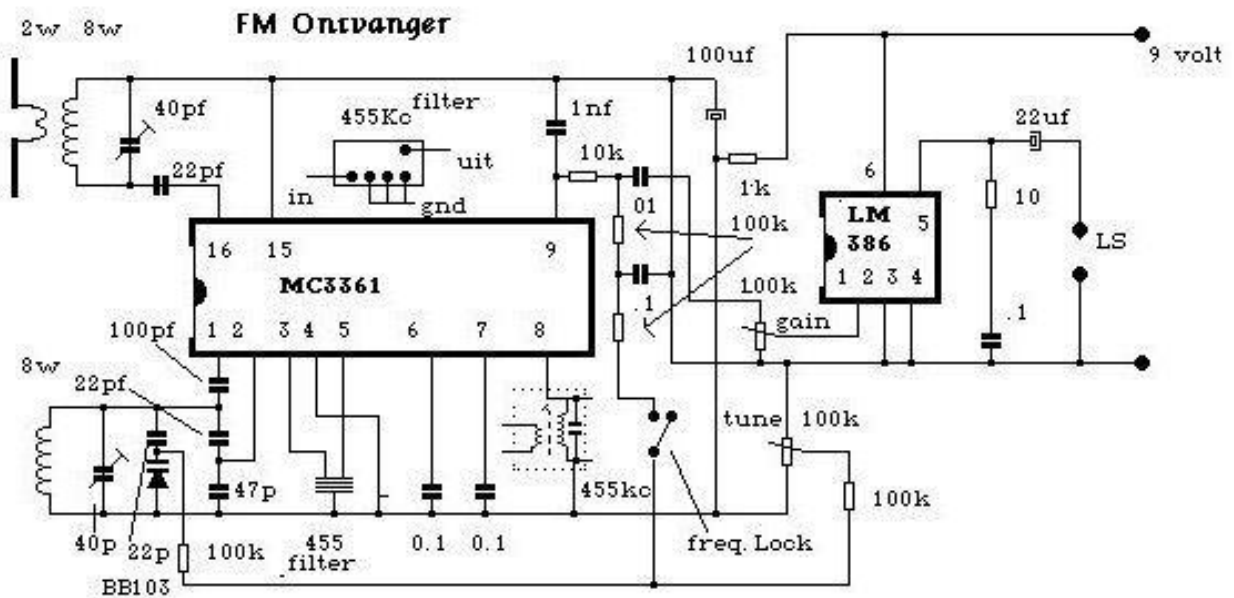 FM Ontvanger
2w 8w
100uf
9 volt
40pf
filter
455Kc
1nf
22uf
22pf
uit
10k
in
gnd
1k
6
01
100k
LM
386
5
10
LS
16 15 9
MC3361
1 2 3 4
100k
.1
gain
.1
100pf
1 2 3 4 5 6 7 8
8w
22pf
tune 100k
47p
455kc
100k
40p
22p
100k
455
filter
0.1 0.1
freq.Lock
BB103